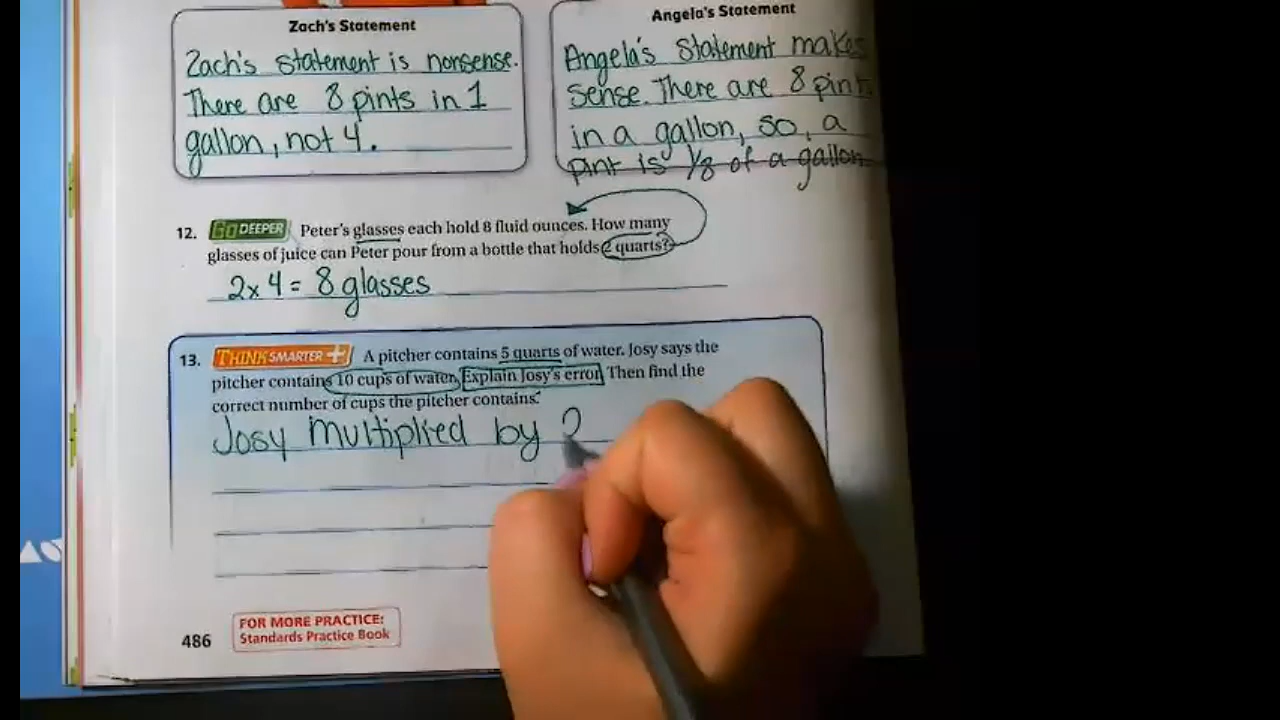 Zach's Statement
Zach's statement is nonsense.
There are 8 pints in 1
gallon, not 4.
Angela's Statement
Angela's statement makes
sense. There are 8 pint
in a gallon, so, a
pint is 1/8 of a gallon
12. GO DEEPER Peter's glasses each hold 8 fluid ounces. How many
glasses of juice can Peter pour from a bottle that holds 2 quarts?
2x4 = 8 glasses
13. THINK SMARTER + A pitcher contains 5 quarts of water. Josy says the
pitcher contains 10 cups of water. Explain Josy's error. Then find the
correct number of cups the pitcher contains.
Josy multiplied by 2
FOR MORE PRACTICE:
Standards Practice Book
486